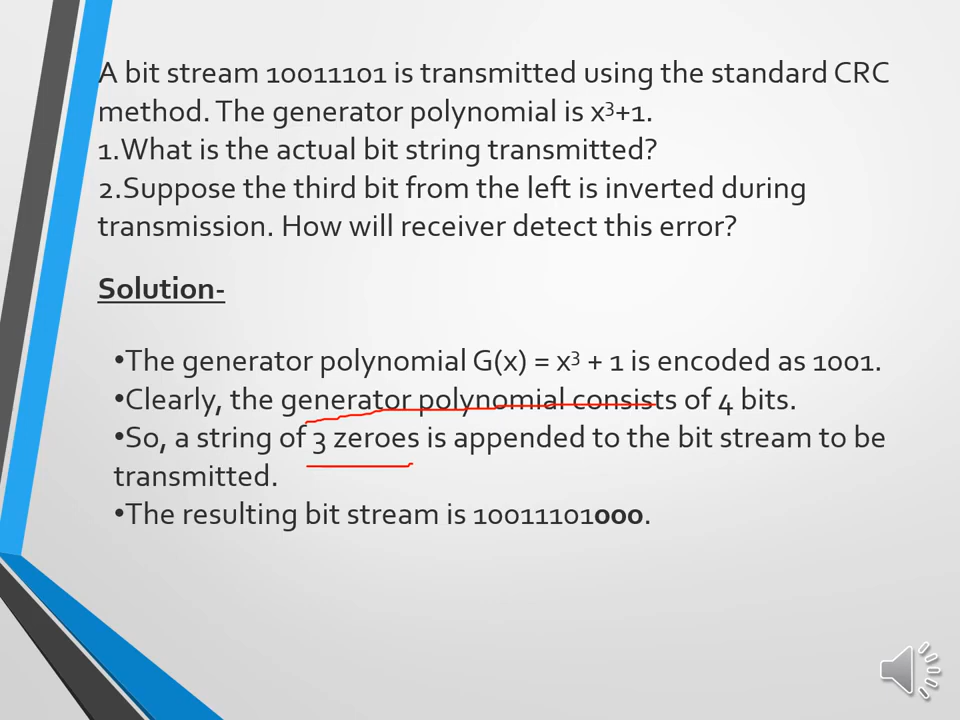 A bit stream 10011101 is transmitted using the standard CRC
method. The generator polynomial is x³+1.
1.What is the actual bit string transmitted?
2.Suppose the third bit from the left is inverted during
transmission. How will receiver detect this error?
Solution-
•The generator polynomial G(x) = x³ + 1 is encoded as 1001.
•Clearly, the generator polynomial consists of 4 bits.
•So, a string of 3 zeroes is appended to the bit stream to be
transmitted.
•The resulting bit stream is 10011101000.